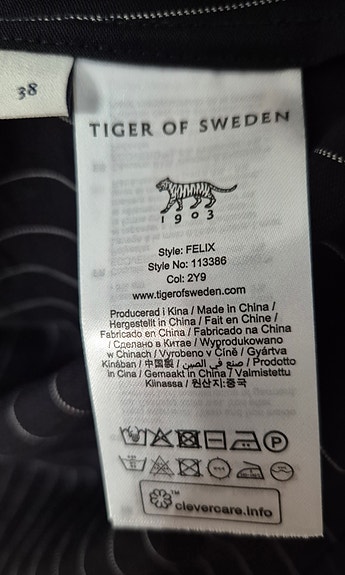 38
TIGER OF SWEDEN
1903
Style: FELIX
Style No: 113386
Col: 2Y9
www.tigerofsweden.com
Producerad i Kina / Made in China /
Hergestellt in China / Fait en Chine /
Fabricado en China / Fabricado na China
/ Сделано в Китае / Wyprodukowano
w Chinach / Vyrobeno v Číně / Gyártva
Kínában / 中国製 / صنع في الصين / Prodotto
in Cina / Gemaakt in China / Valmistettu
Kiinassa / 원산지:중국
P
clevercare.info